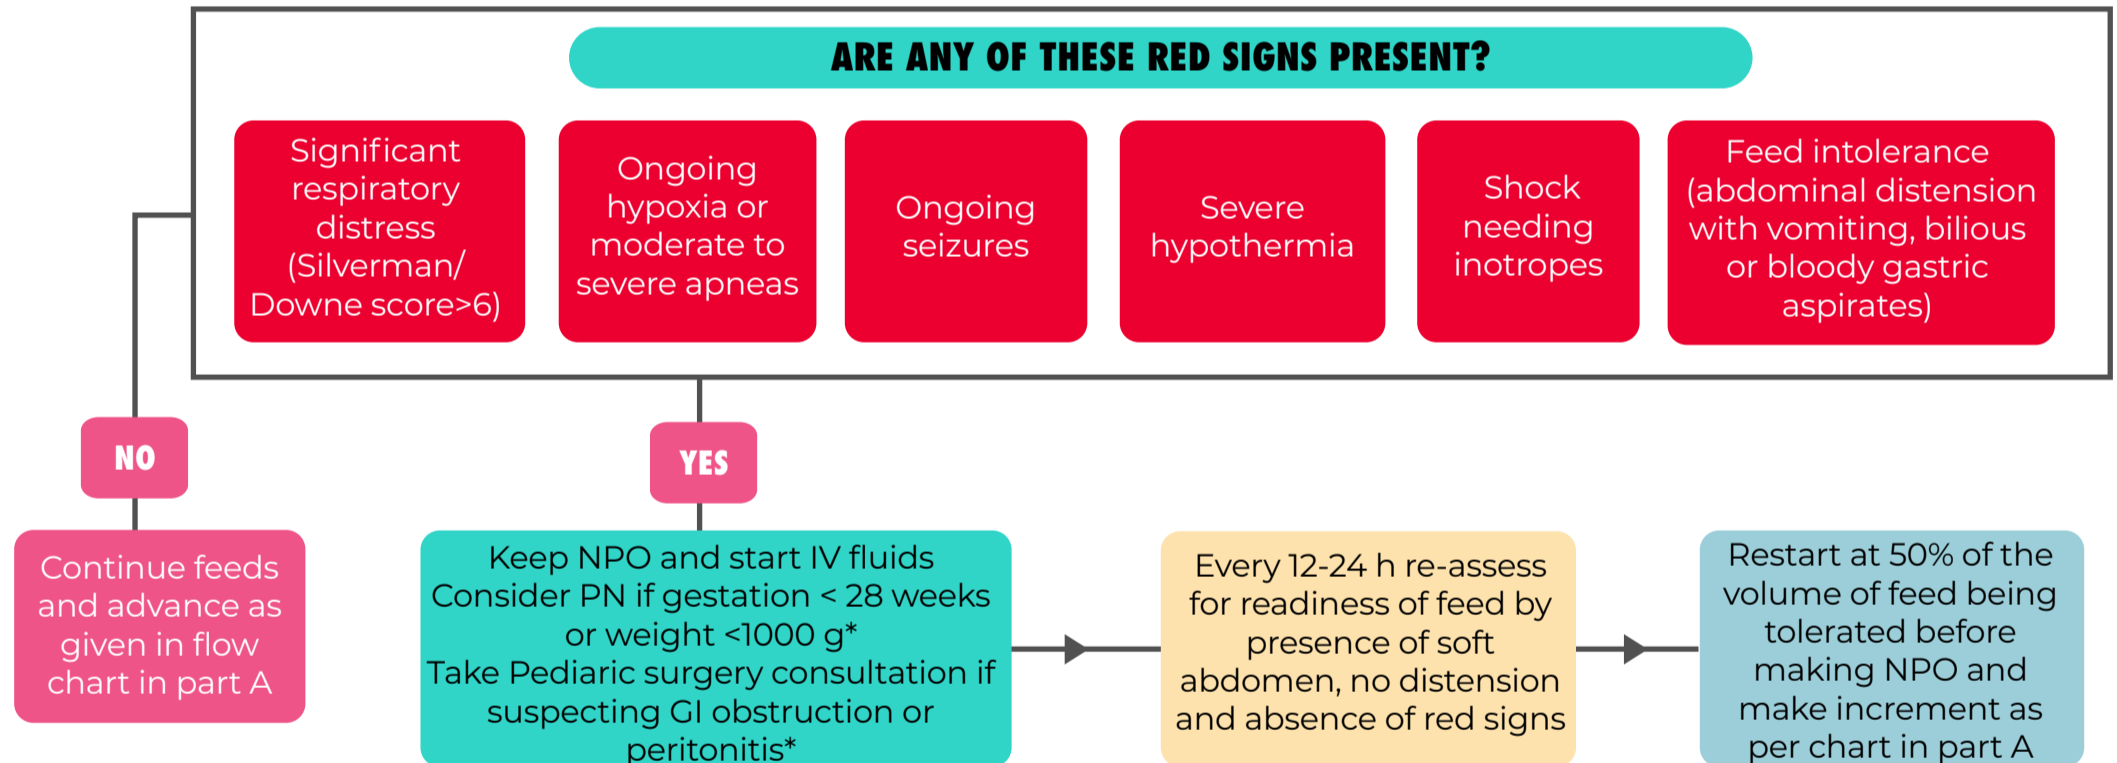 ARE ANY OF THESE RED SIGNS PRESENT?
Significant
respiratory
distress
(Silverman/
Downe score>6)
Ongoing
hypoxia or
moderate to
severe apneas
Ongoing
seizures
Severe
hypothermia
Shock
needing
inotropes
Feed intolerance
(abdominal distension
with vomiting, bilious
or bloody gastric
aspirates)
NO
YES
Continue feeds
and advance as
given in flow
chart in part A
Keep NPO and start IV fluids
Consider PN if gestation < 28 weeks
or weight <1000 g*
Take Pediaric surgery consultation if
suspecting GI obstruction or
peritonitis*
Every 12-24 h re-assess
for readiness of feed by
presence of soft
abdomen, no distension
and absence of red signs
Restart at 50% of the
volume of feed being
tolerated before
making NPO and
make increment as
per chart in part A